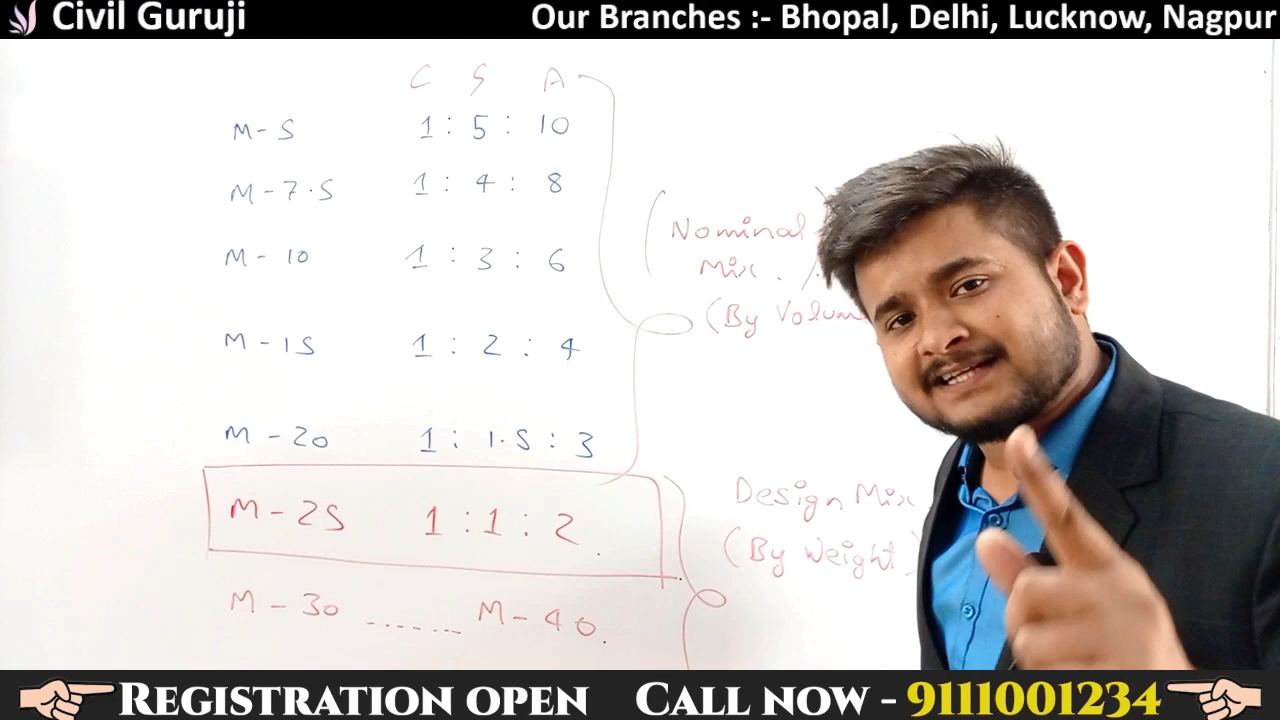 Civil Guruji
Our Branches :- Bhopal, Delhi, Lucknow, Nagpur
C S A
M-5 1 : 5 : 10
M-7.5 1 : 4 : 8
M-10 1 : 3 : 6
M-15 1 : 2 : 4
M-20 1 : 1.5 : 3
M-25 1 : 1 : 2
M-30 ------- M-40.
(Nominal
Mix.
(By Volum
Design Mix
(By Weight)
REGISTRATION OPEN CALL NOW - 9111001234